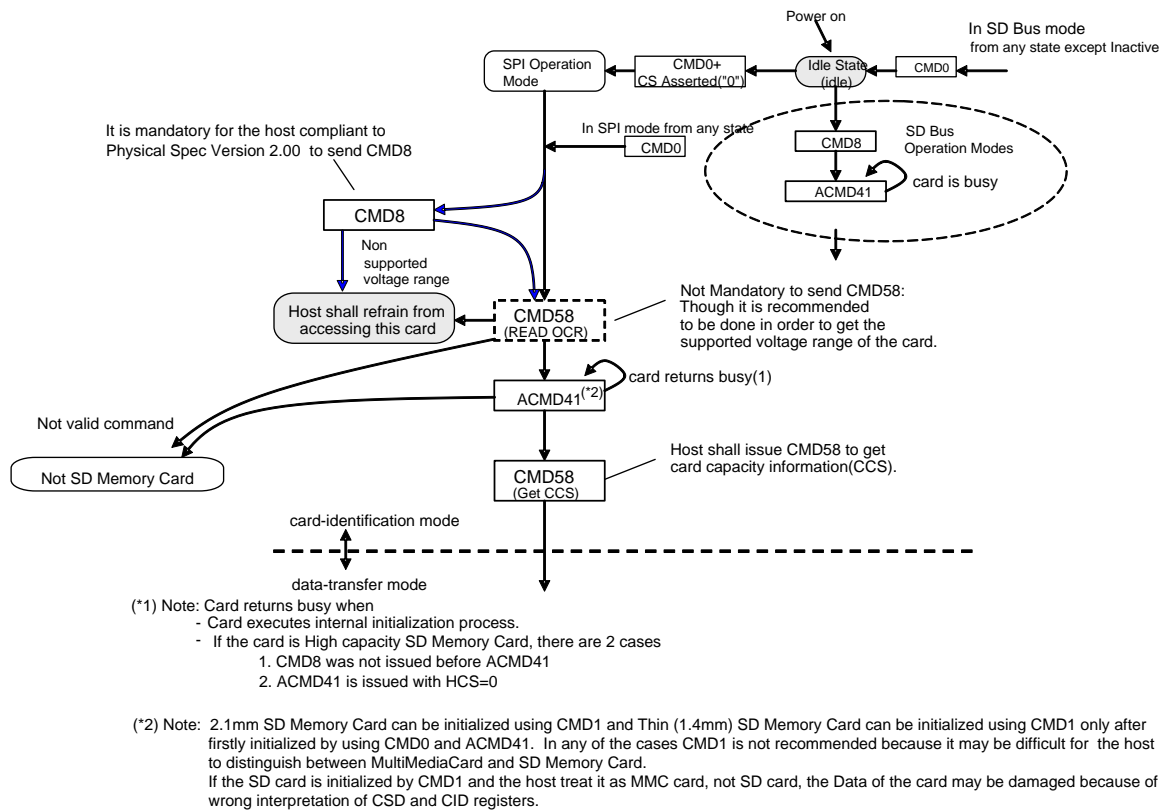 Power on
In SD Bus mode
from any state except Inactive
SPI Operation
Mode
CMD0+
CS Asserted("0")
Idle State
(idle)
CMD0
It is mandatory for the host compliant to
Physical Spec Version 2.00 to send CMD8
In SPI mode from any state
CMD0
CMD8
SD Bus
Operation Modes
ACMD41
card is busy
CMD8
Non
supported
voltage range
Host shall refrain from
accessing this card
CMD58
(READ OCR)
Not Mandatory to send CMD58:
Though it is recommended
to be done in order to get the
supported voltage range of the card.
ACMD41(*2)
card returns busy(1)
Not valid command
Not SD Memory Card
CMD58
(Get CCS)
Host shall issue CMD58 to get
card capacity information(CCS).
card-identification mode
data-transfer mode
(*1) Note: Card returns busy when
- Card executes internal initialization process.
- If the card is High capacity SD Memory Card, there are 2 cases
1. CMD8 was not issued before ACMD41
2. ACMD41 is issued with HCS=0
(*2) Note: 2.1mm SD Memory Card can be initialized using CMD1 and Thin (1.4mm) SD Memory Card can be initialized using CMD1 only after
firstly initialized by using CMD0 and ACMD41. In any of the cases CMD1 is not recommended because it may be difficult for the host
to distinguish between MultiMediaCard and SD Memory Card.
If the SD card is initialized by CMD1 and the host treat it as MMC card, not SD card, the Data of the card may be damaged because of
wrong interpretation of CSD and CID registers.